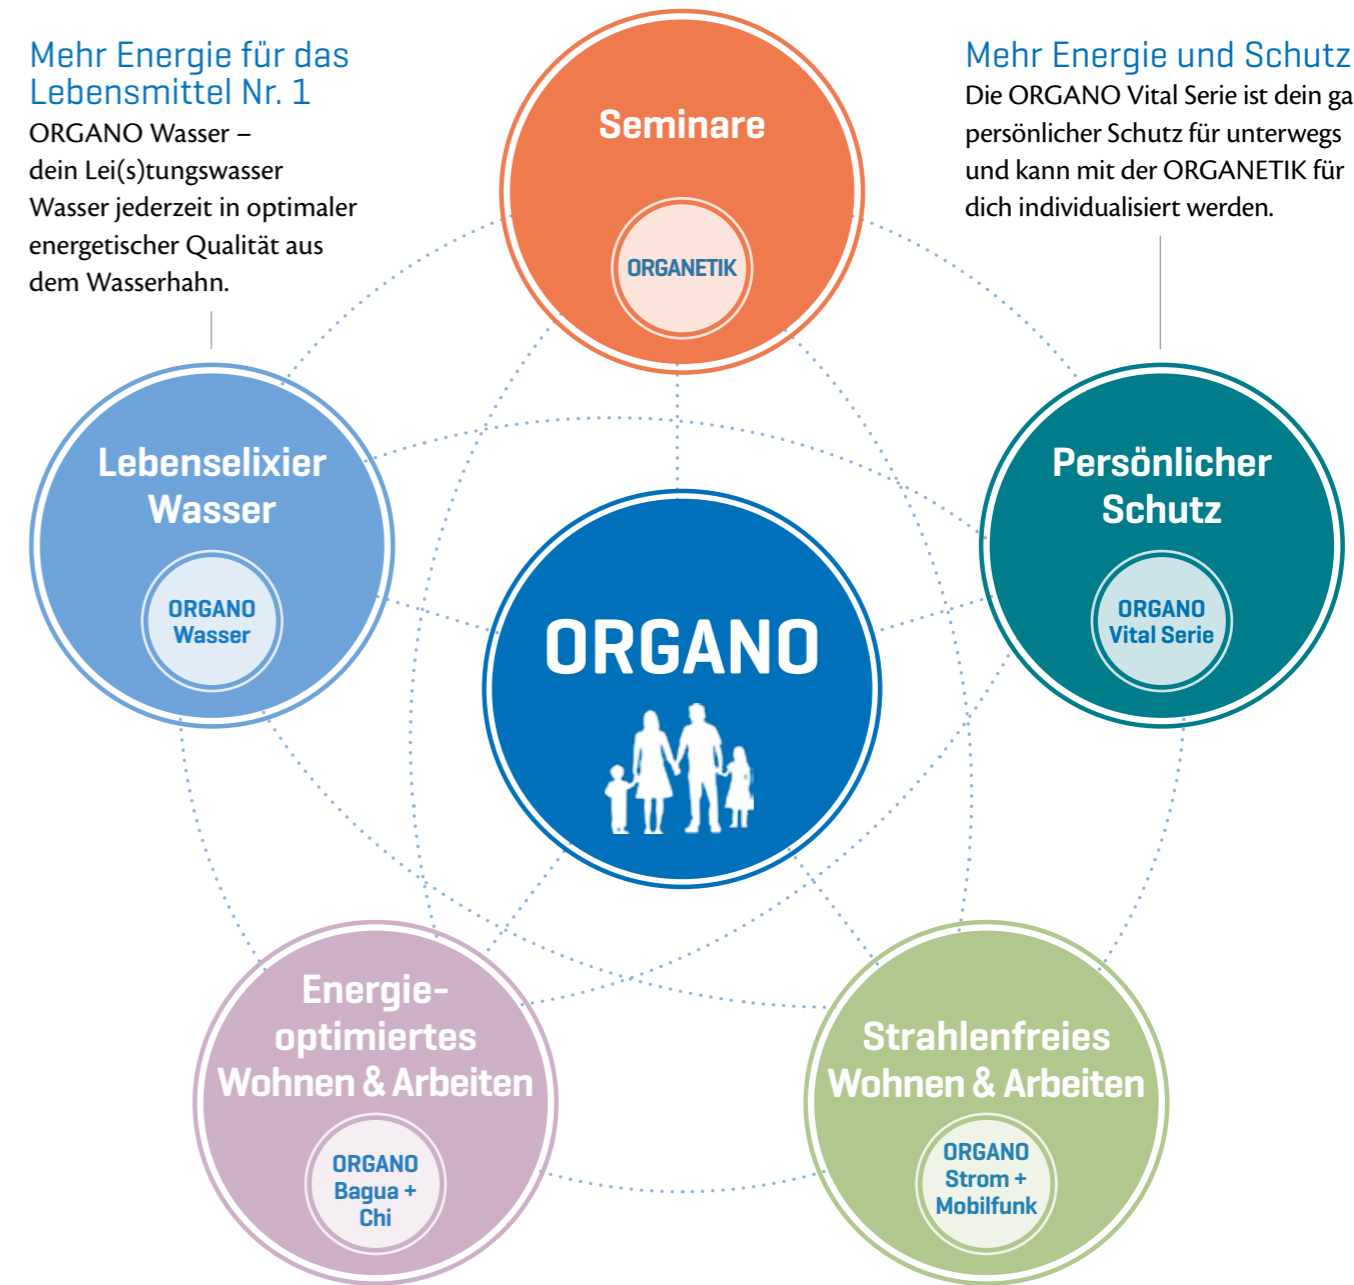 Mehr Energie für das
Lebensmittel Nr. 1
ORGANO Wasser –
dein Lei(s)tungswasser
Wasser jederzeit in optimaler
energetischer Qualität aus
dem Wasserhahn.
Mehr Energie und Schutz
Die ORGANO Vital Serie ist dein ga
persönlicher Schutz für unterwegs
und kann mit der ORGANETIK für
dich individualisiert werden.
Seminare
ORGANETIK
Lebenselixier
Wasser
ORGANO
Wasser
Persönlicher
Schutz
ORGANO
Vital Serie
ORGANO
Energie-
optimiertes
Wohnen & Arbeiten
ORGANO
Bagua +
Chi
Strahlenfreies
Wohnen & Arbeiten
ORGANO
Strom +
Mobilfunk